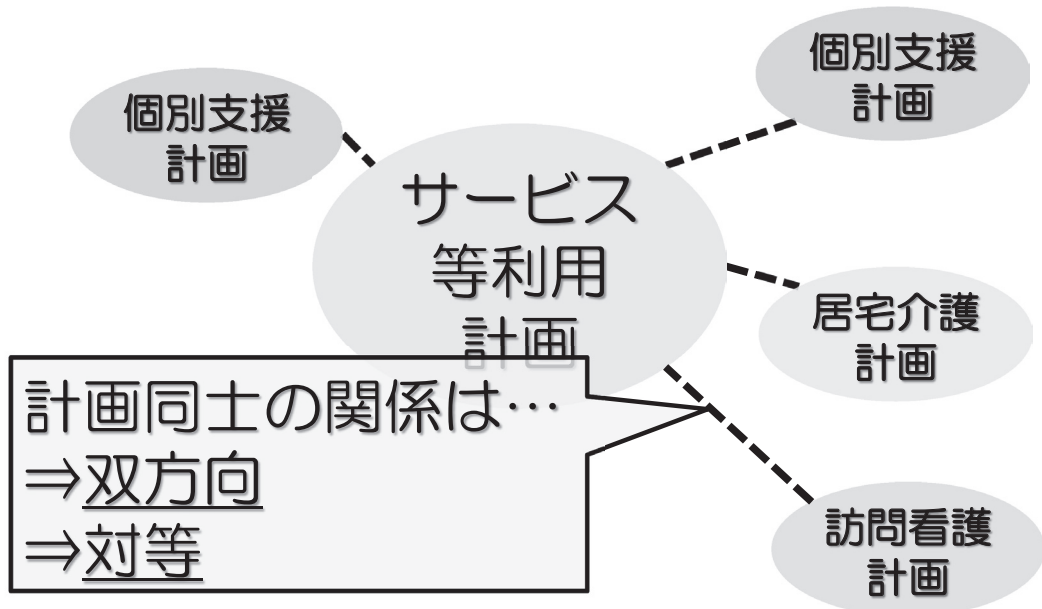 個別支援
計画
個別支援
計画
サービス
等利用
計画
居宅介護
計画
計画同士の関係は…
⇒双方向
⇒対等
訪問看護
計画